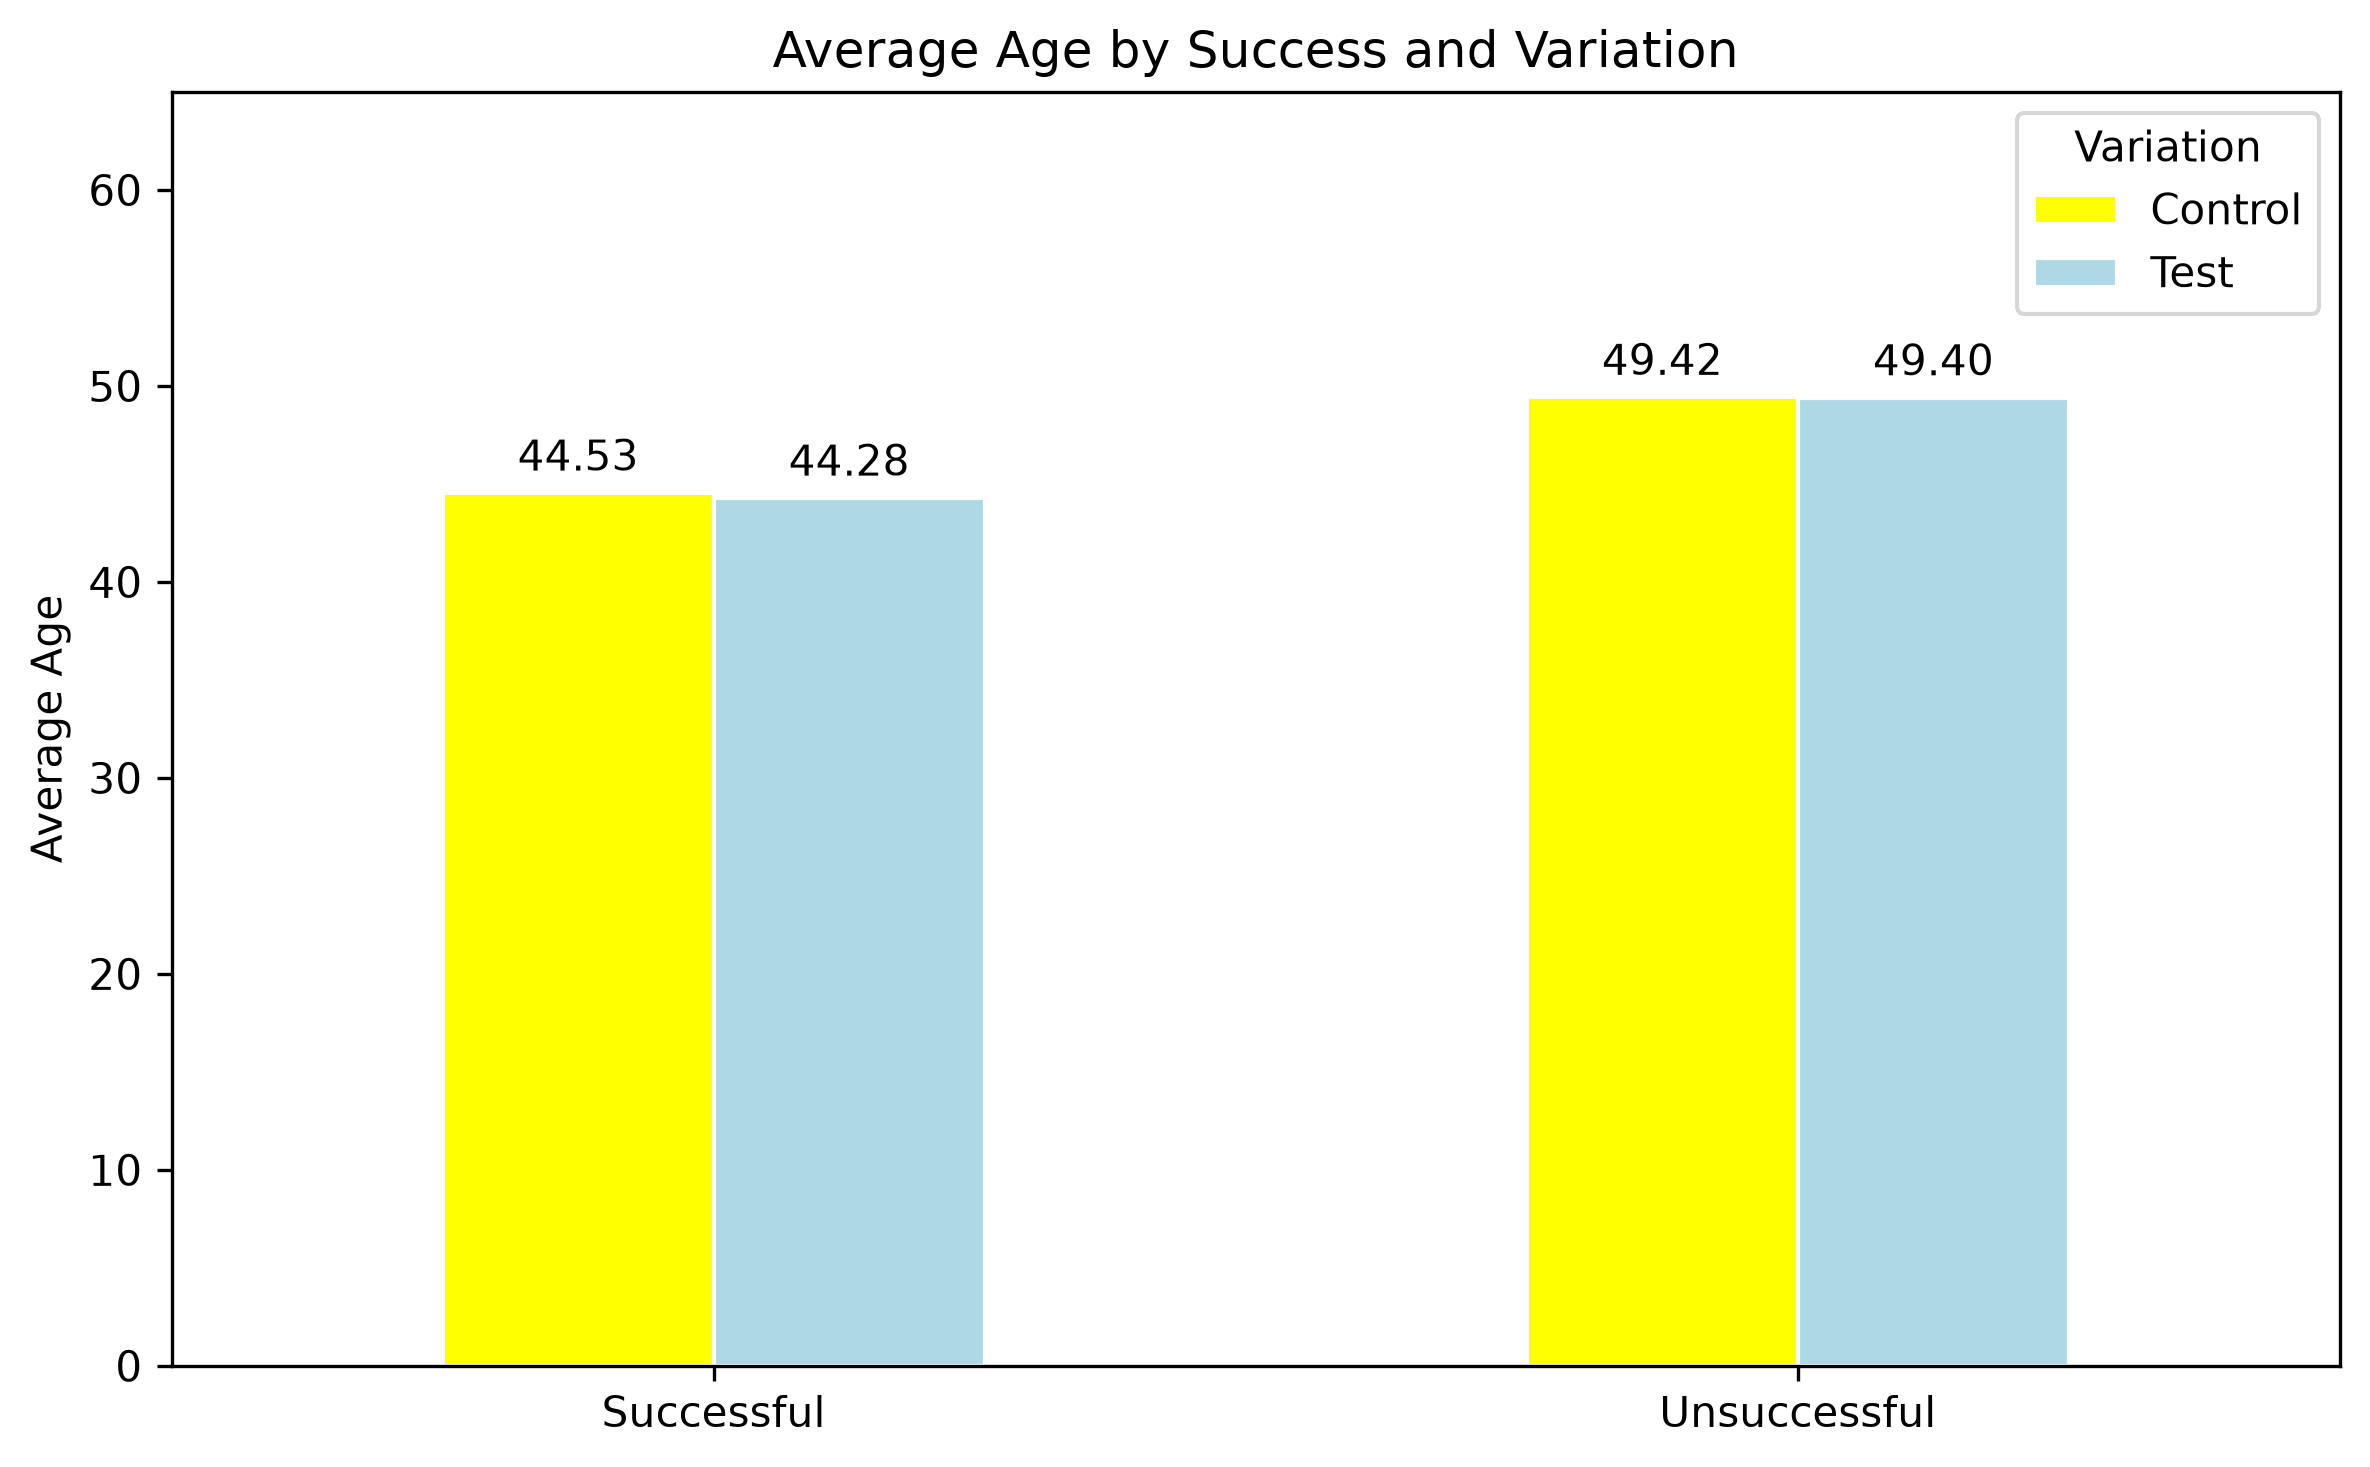 Average Age by Success and Variation
Variation
Control
Test
60
50
40
30
20
10
0
Average Age
44.53
44.28
49.42
49.40
Successful
Unsuccessful